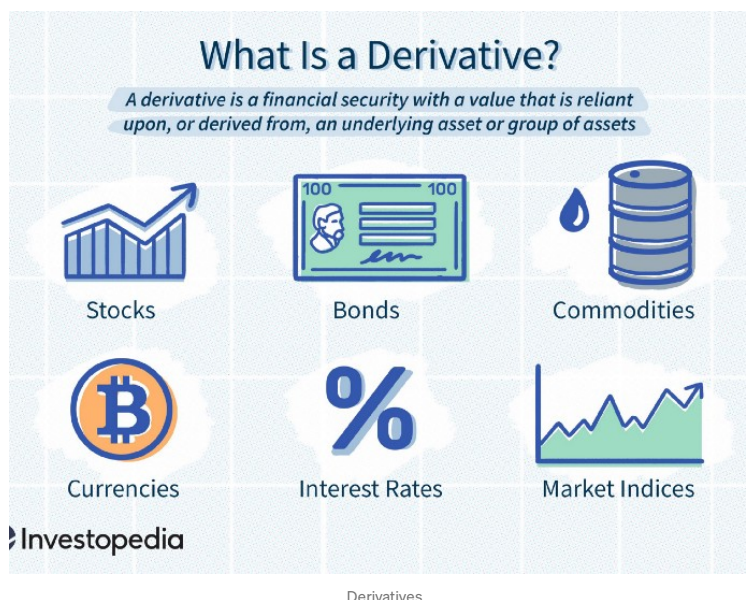 What Is a Derivative?
A derivative is a financial security with a value that is reliant
upon, or derived from, an underlying asset or group of assets
100 100
Stocks
Bonds
Commodities
B
Currencies
%
Interest Rates
Market Indices
Investopedia
Derivatives